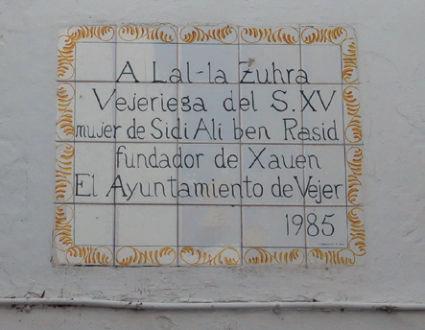 A Lal-la Zuhra
Vejeriega del S.XV
mujer de Sidi Ali ben Rasid
fundador de Xauen
El Ayuntamiento de Vejer
1985